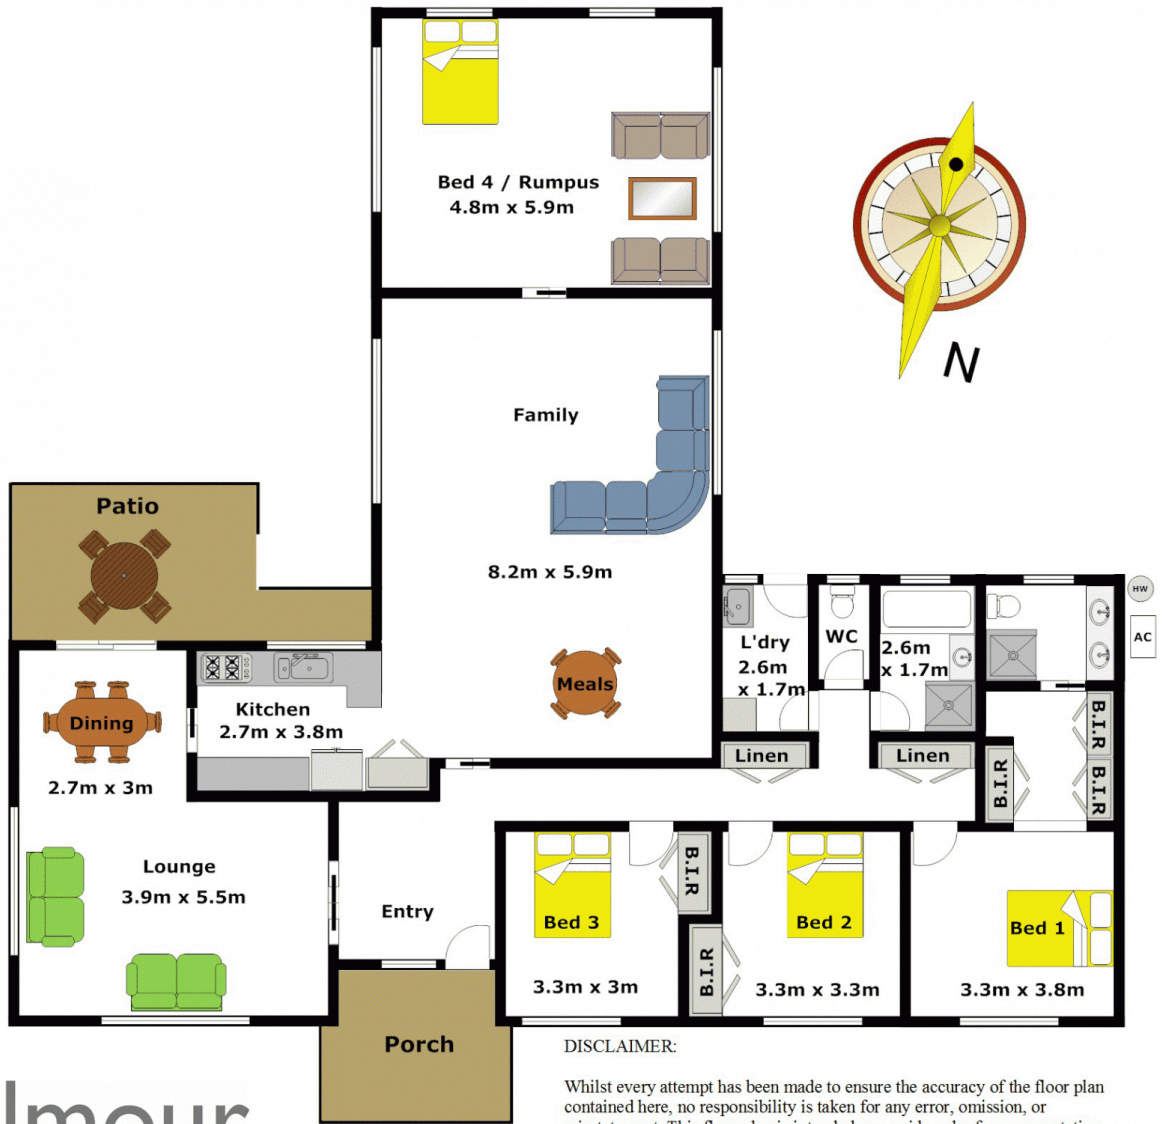 Bed 4 / Rumpus
4.8m x 5.9m
N
Family
8.2m x 5.9m
Patio
HW
AC
L'dry
2.6m
x 1.7m
WC
2.6m
x 1.7m
Meals
Kitchen
2.7m x 3.8m
Dining
2.7m x 3m
Linen
Linen
B.I.R
B.I.R
B.I.R
Lounge
3.9m x 5.5m
Entry
B.I.R
Bed 3
3.3m x 3m
B.I.R
Bed 2
3.3m x 3.3m
Bed 1
3.3m x 3.8m
Porch
DISCLAIMER:
Whilst every attempt has been made to ensure the accuracy of the floor plan
contained here, no responsibility is taken for any error, omission, or